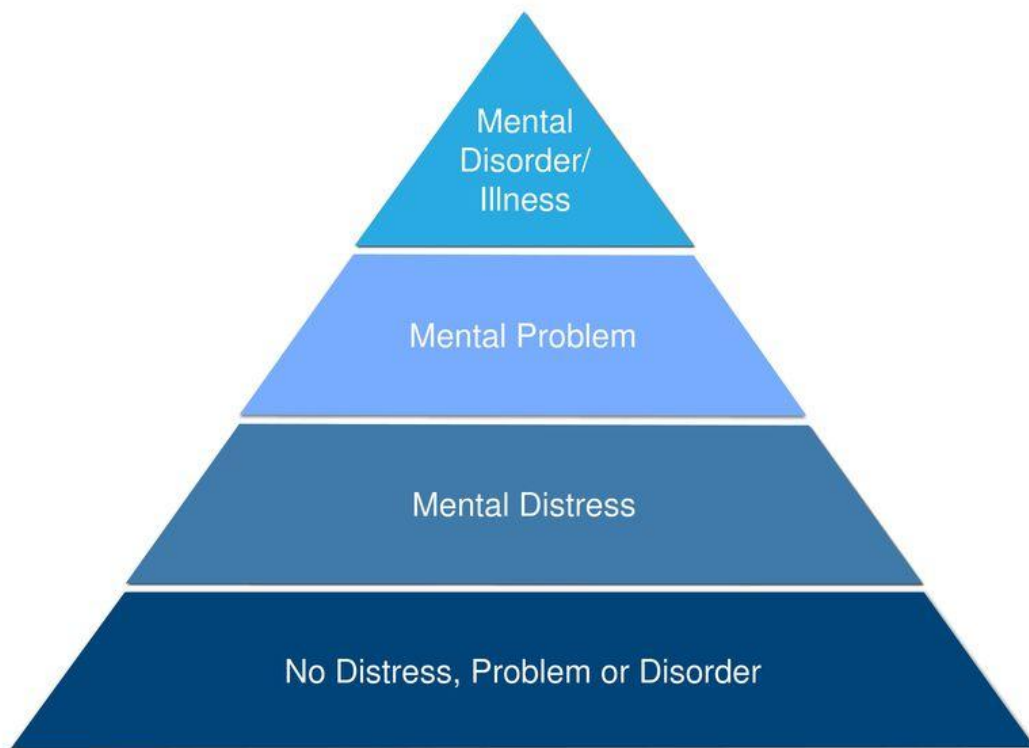 Mental
Disorder/
Illness
Mental Problem
Mental Distress
No Distress, Problem or Disorder